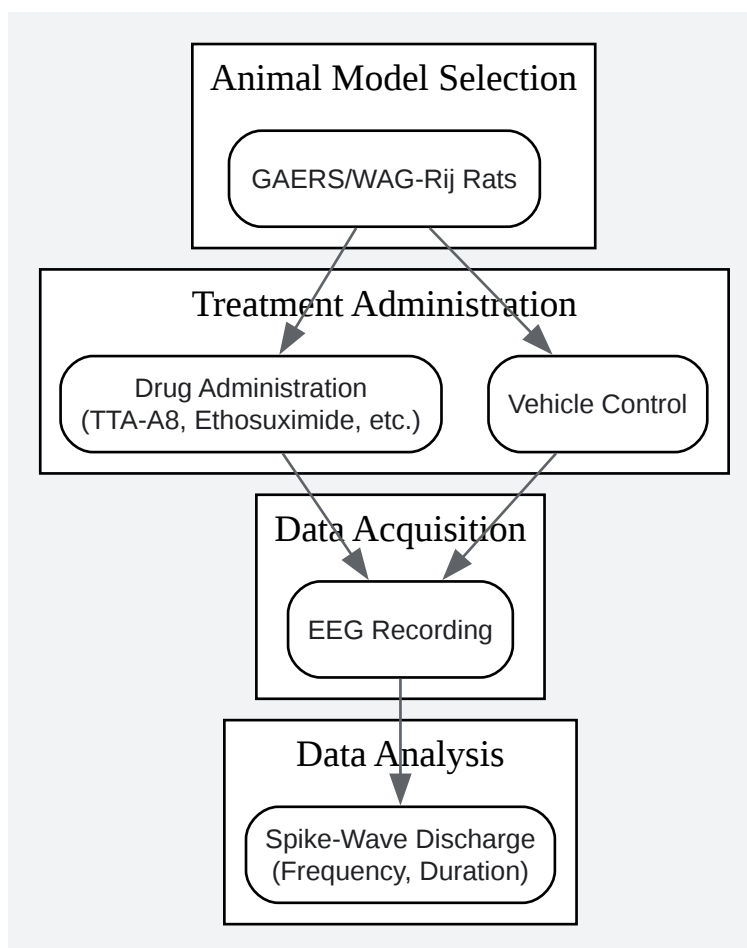 Animal Model Selection
GAERS/WAG-Rij Rats
Treatment Administration
Drug Administration
(TTA-A8, Ethosuximide, etc.)
Vehicle Control
Data Acquisition
EEG Recording
Data Analysis
Spike-Wave Discharge
(Frequency, Duration)